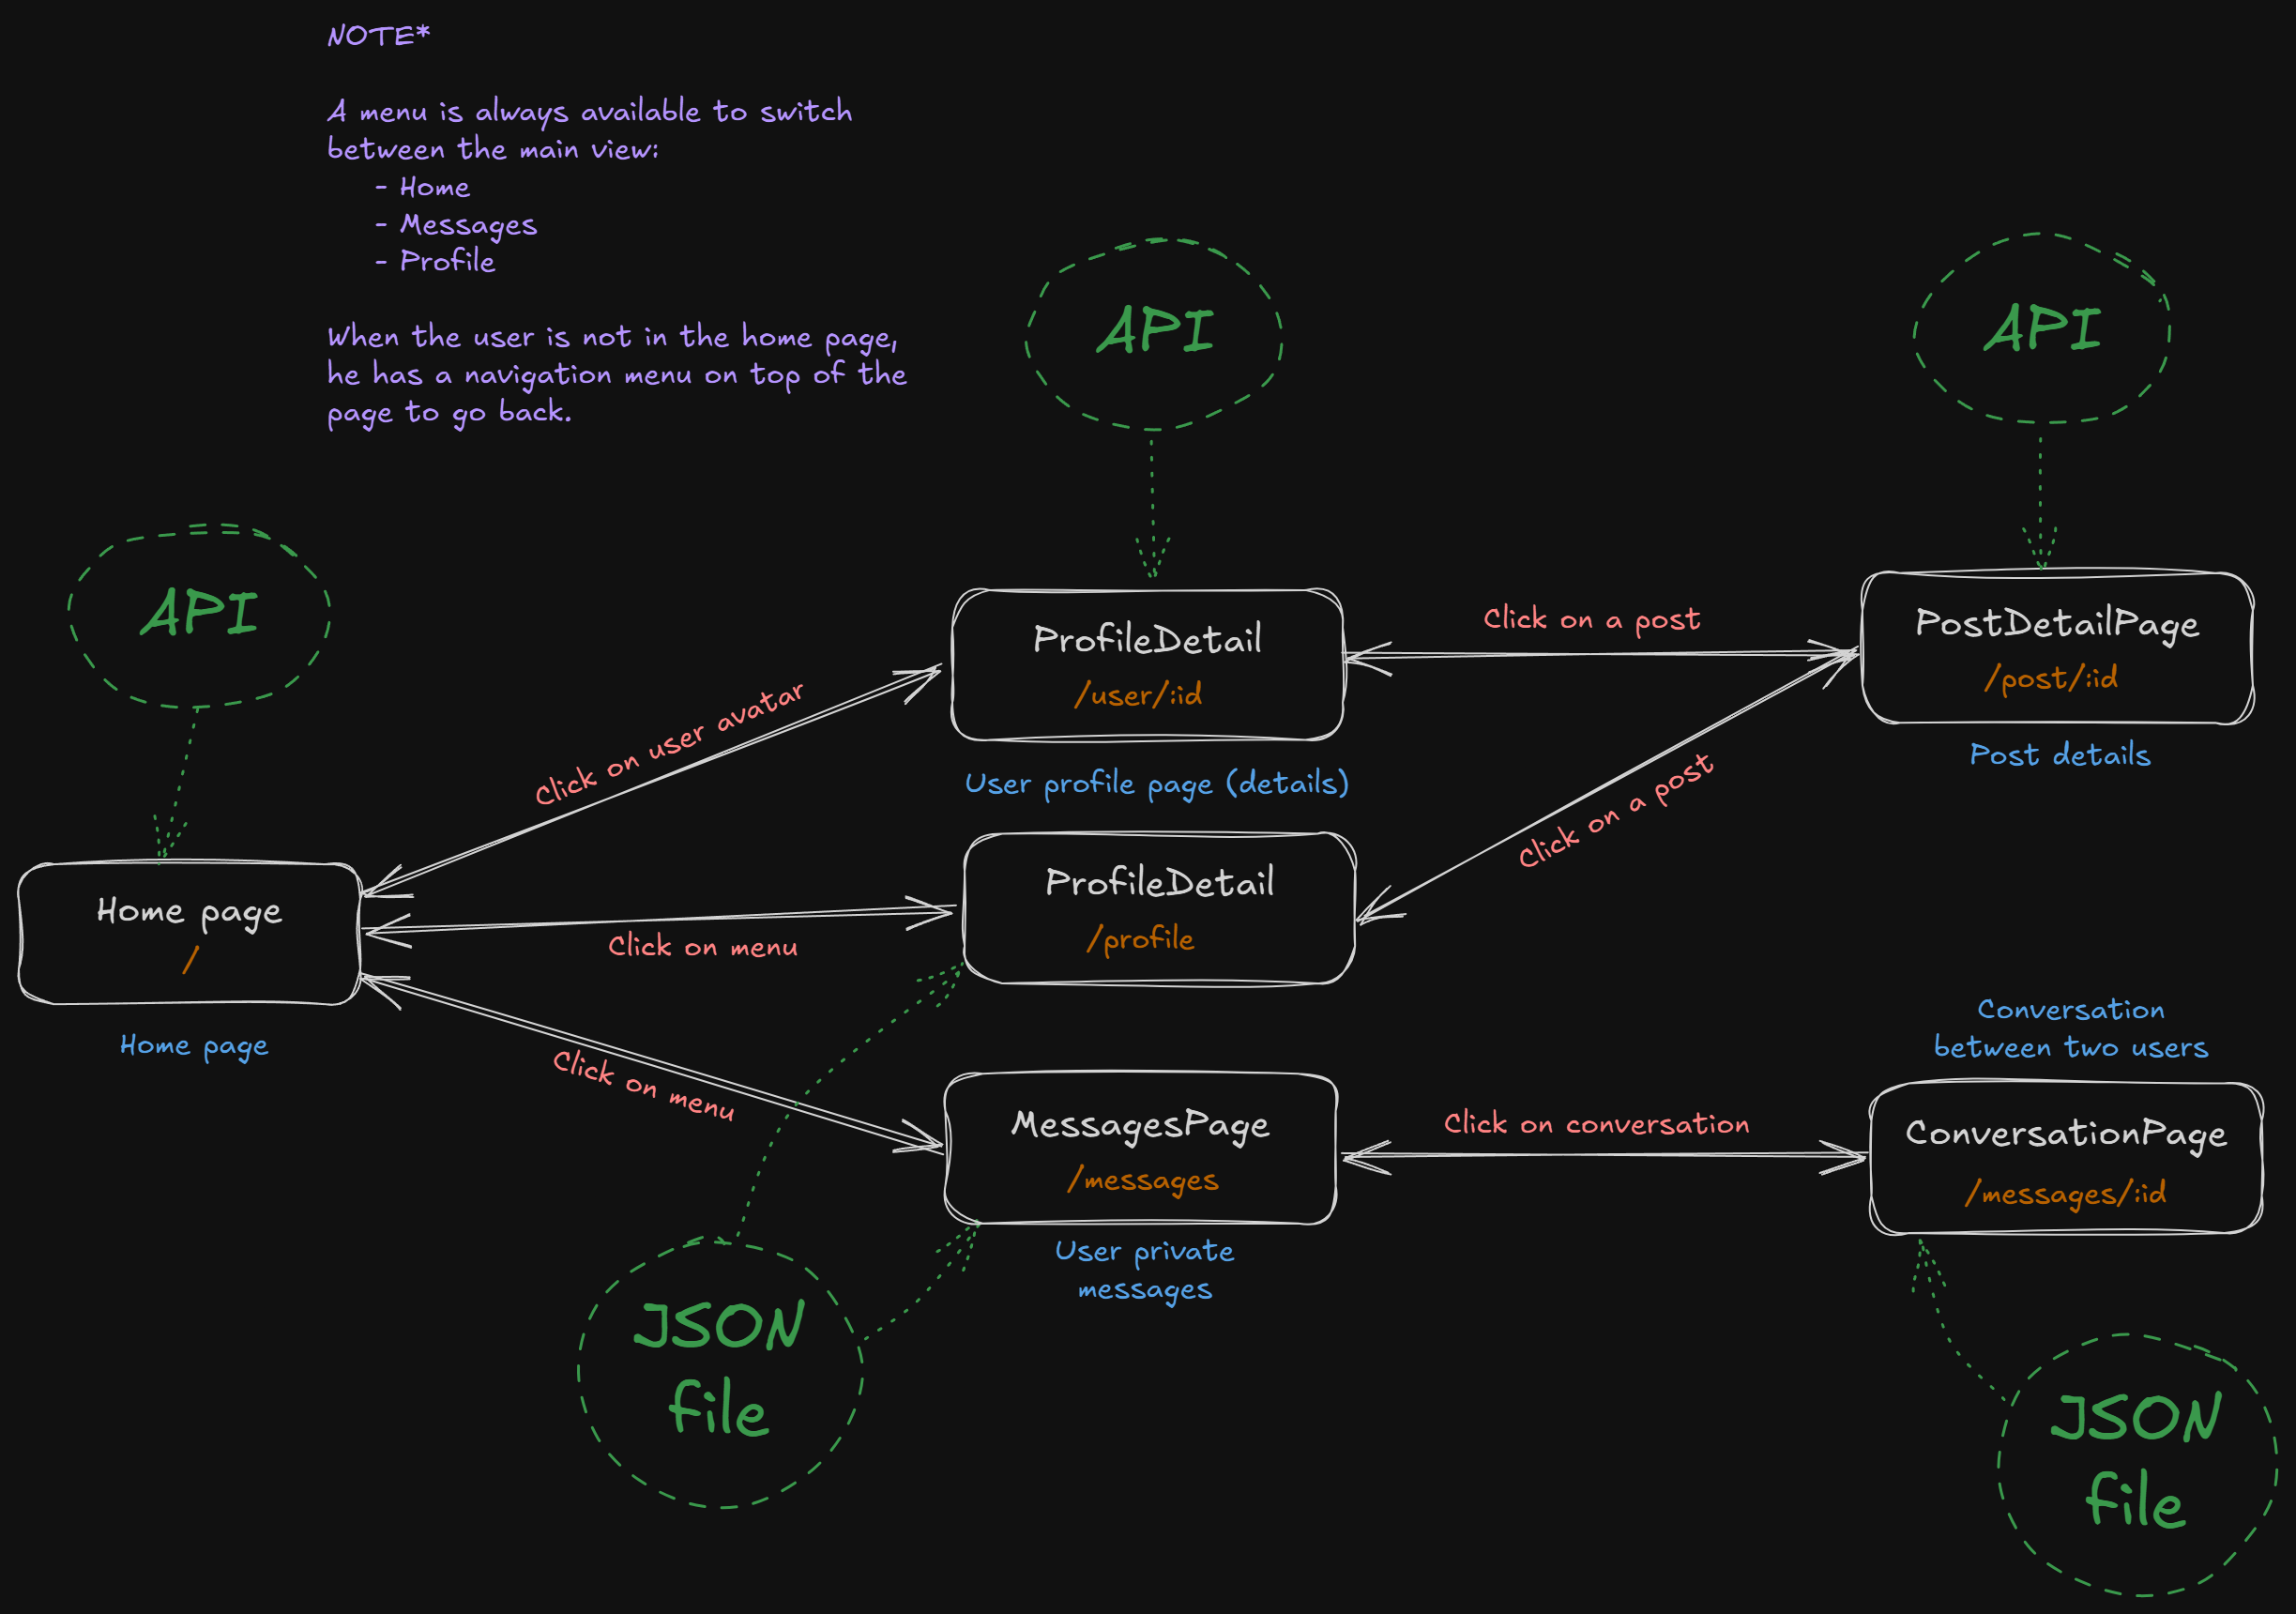 NOTE*
A menu is always available to switch
between the main view:
- Home
- Messages
- Profile
When the user is not in the home page,
he has a navigation menu on top of the
page to go back.
API
API
API
ProfileDetail
/user/:id
User profile page (details)
Click on a post
PostDetailPage
/post/:id
Post details
Click on user avatar
Click on a post
Home page
/
Home page
Click on menu
ProfileDetail
/profile
Click on menu
MessagesPage
/messages
User private
messages
Click on conversation
Conversation
between two users
ConversationPage
/messages/:id
JSON
file
JSON
file